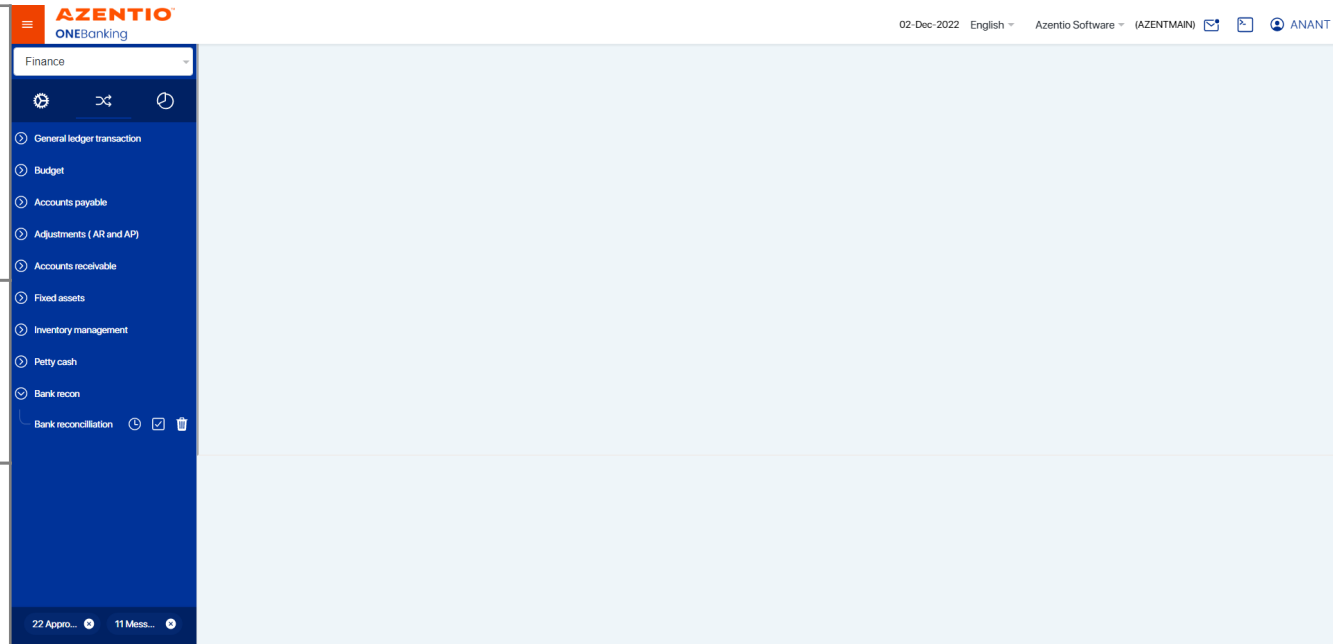 AZENTIO™
ONEBanking
02-Dec-2022 English Azentio Software (AZENTMAIN) ANANT
Finance
General ledger transaction
Budget
Accounts payable
Adjustments ( AR and AP)
Accounts receivable
Fixed assets
Inventory management
Petty cash
Bank recon
Bank reconcilliation
22 Appro... 11 Mess...